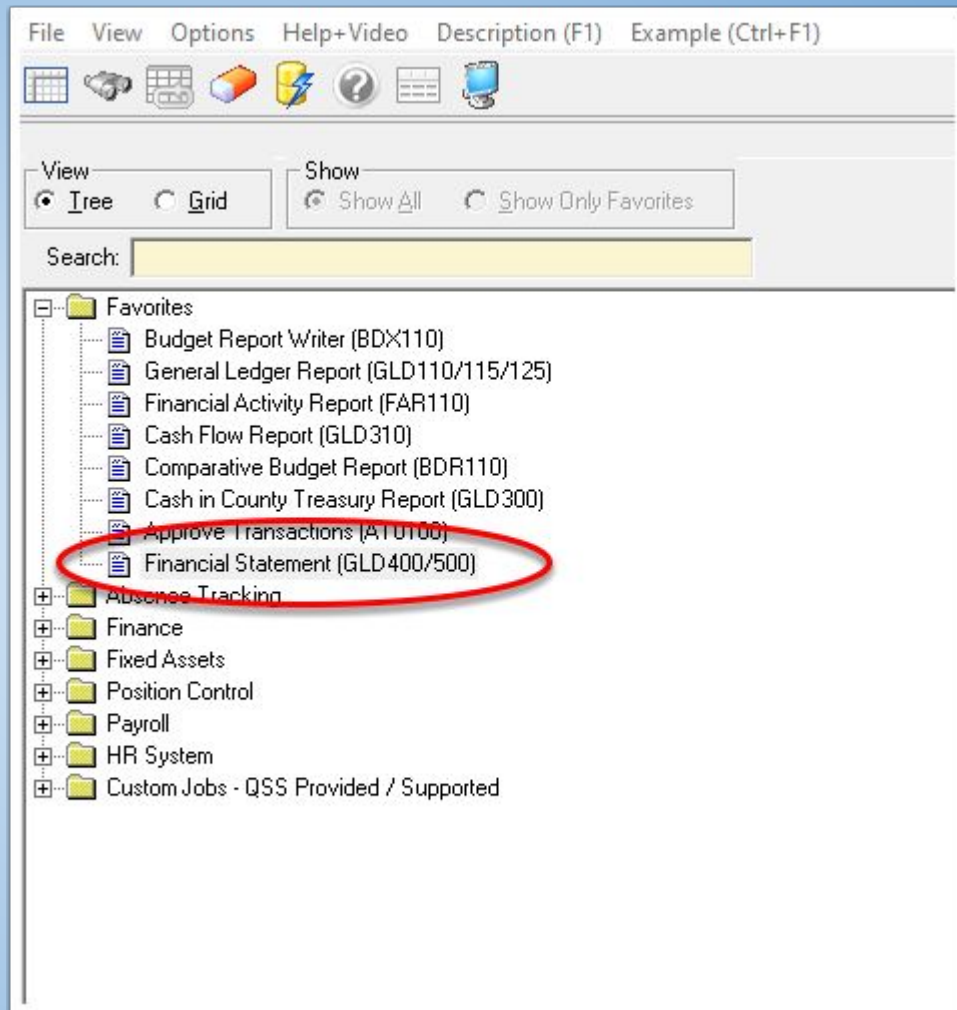 File View Options Help+Video Description (F1) Example (Ctrl+F1)
View
Tree Grid
Show
Show All Show Only Favorites
Search:
Favorites
Budget Report Writer (BDX110)
General Ledger Report (GLD110/115/125)
Financial Activity Report (FAR110)
Cash Flow Report (GLD310)
Comparative Budget Report (BDR110)
Cash in County Treasury Report (GLD300)
Approve Transactions (AT0100)
Financial Statement (GLD400/500)
Absence Tracking
Finance
Fixed Assets
Position Control
Payroll
HR System
Custom Jobs - QSS Provided / Supported